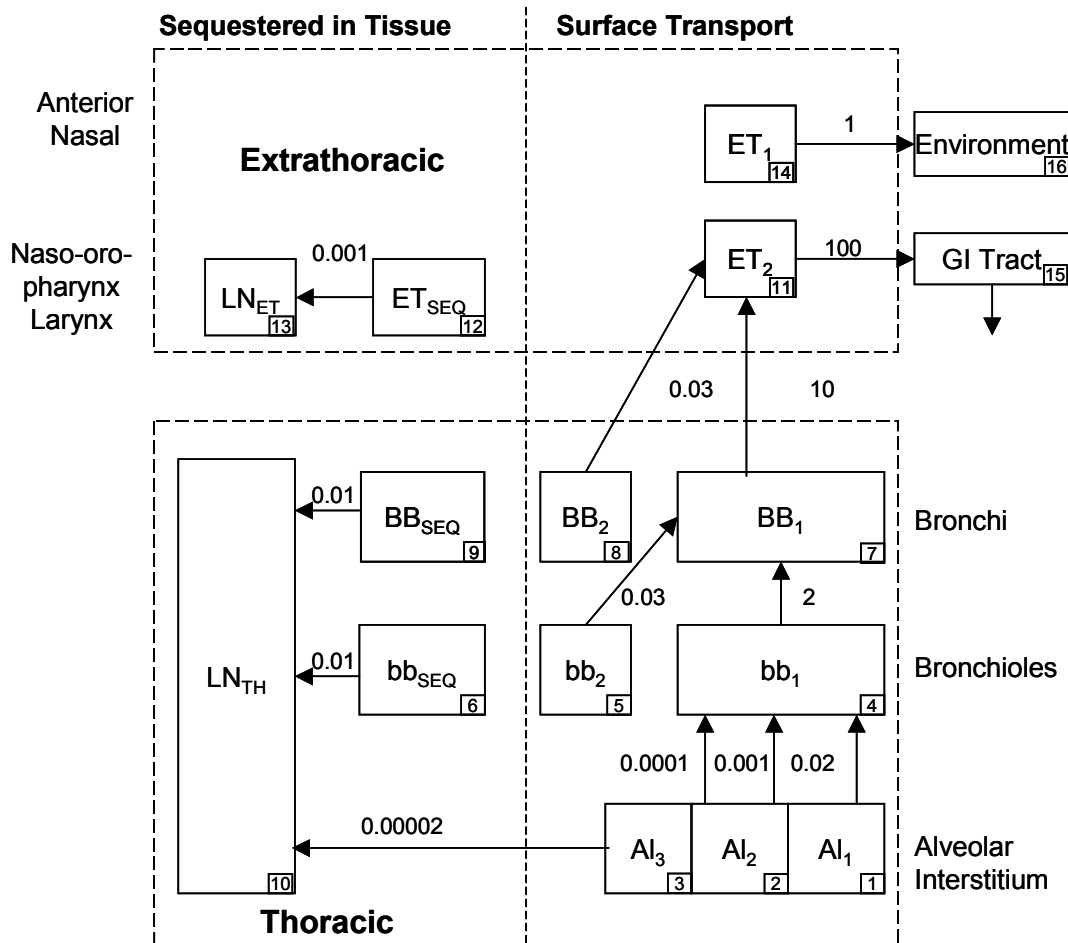 Sequestered in Tissue Surface Transport
Anterior
Nasal
Extrathoracic
ET1
14
1
Environment
16
Naso-oro-
pharynx
Larynx
LNET
13
0.001
ETSEQ
12
ET2
11
100
GI Tract
15
0.03
10
LNTH
10
0.01
BBSEQ
9
BB2
8
BB1
7
Bronchi
0.03
2
0.01
bbSEQ
6
bb2
5
bb1
4
Bronchioles
0.0001
0.001
0.02
0.00002
AI3
3
AI2
2
AI1
1
Alveolar
Interstitium
Thoracic